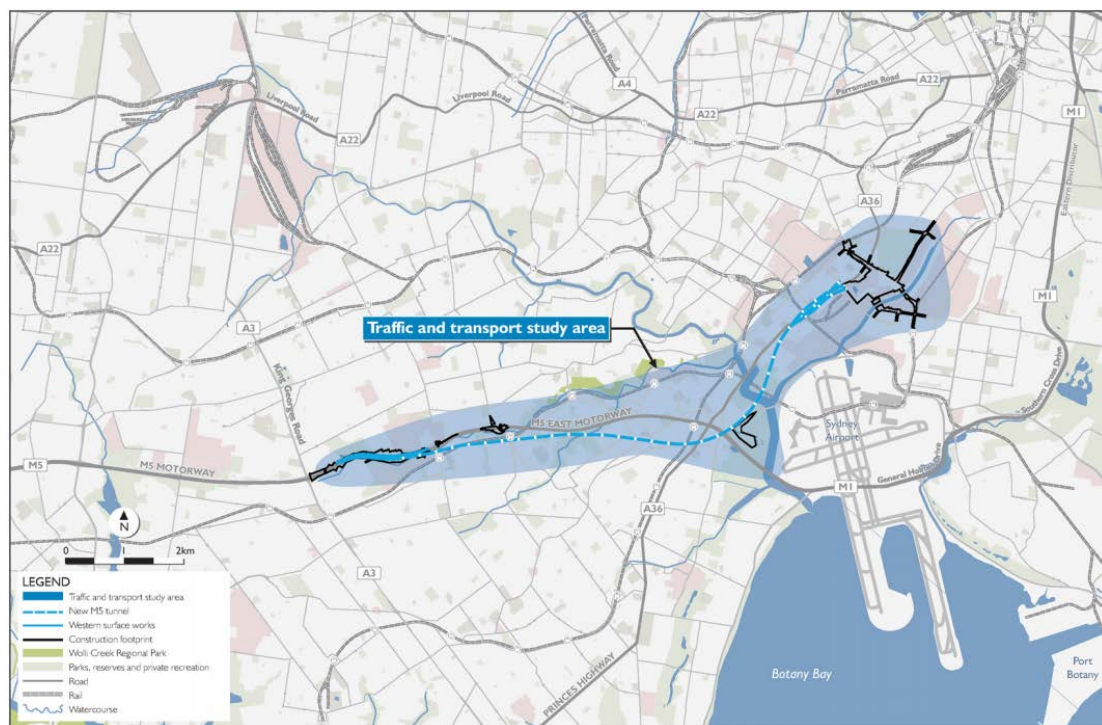 Parramatta Road
A4
A22
Parramatta Road
M1
Liverpool Road
Liverpool Road
A22
Eastern Distributor
A36
A22
A3
M1
Traffic and transport study area
King Georges Road
Southern Cross Drive
M5 EAST MOTORWAY
Sydney
Airport
M5
M5 MOTORWAY
General Holmes Drive
M1
A36
N
0 1 2km
A3
LEGEND
Traffic and transport study area
New M5 tunnel
Western surface works
Construction footprint
Wolli Creek Regional Park
Parks, reserves and private recreation
Road
Rail
Watercourse
PRINCES HIGHWAY
Botany Bay
Port
Botany